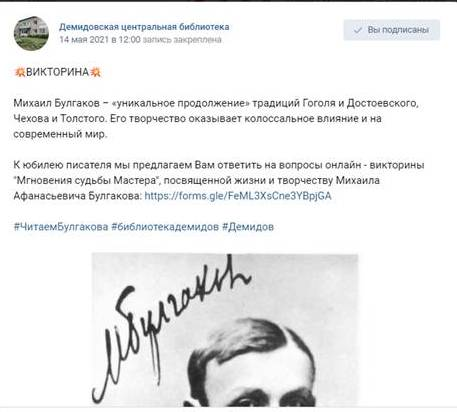 Демидовская центральная библиотека
14 мая 2021 в 12:00 запись закреплена
Вы подписаны
💥ВИКТОРИНА💥
Михаил Булгаков – «уникальное продолжение» традиций Гоголя и Достоевского,
Чехова и Толстого. Его творчество оказывает колоссальное влияние и на
современный мир.
К юбилею писателя мы предлагаем Вам ответить на вопросы онлайн - викторины
"Мгновения судьбы Мастера", посвященной жизни и творчеству Михаила
Афанасьевича Булгакова: https://forms.gle/FeML3XsCne3YBpjGA
#ЧитаемБулгакова #библиотекадемидов #Демидов
МБулгаков